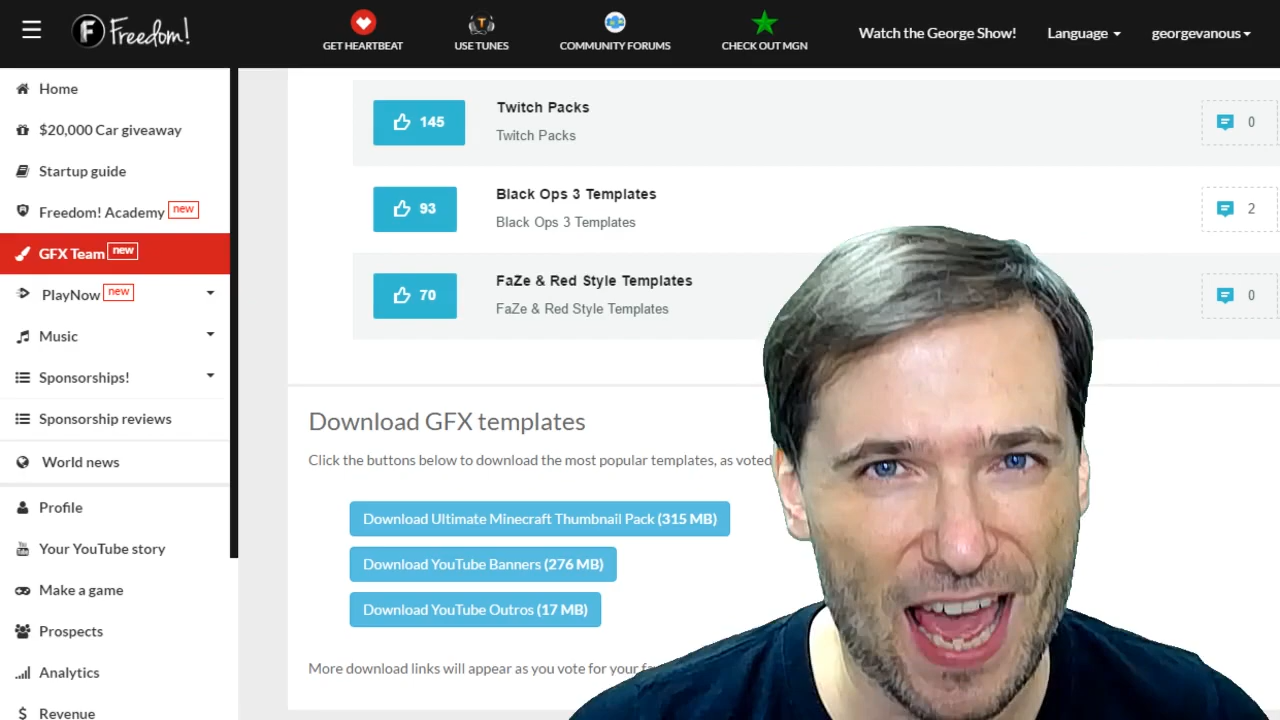 Freedom!
GET HEARTBEAT
USE TUNES
COMMUNITY FORUMS
CHECK OUT MGN
Watch the George Show!
Language
georgevanous
Home
$20,000 Car giveaway
Startup guide
Freedom! Academy new
GFX Team new
PlayNow new
Music
Sponsorships!
Sponsorship reviews
World news
Profile
Your YouTube story
Make a game
Prospects
Analytics
$ Revenue
145
Twitch Packs
Twitch Packs
0
93
Black Ops 3 Templates
Black Ops 3 Templates
2
70
FaZe & Red Style Templates
FaZe & Red Style Templates
0
Download GFX templates
Click the buttons below to download the most popular templates, as voted
Download Ultimate Minecraft Thumbnail Pack (315 MB)
Download YouTube Banners (276 MB)
Download YouTube Outros (17 MB)
More download links will appear as you vote for your